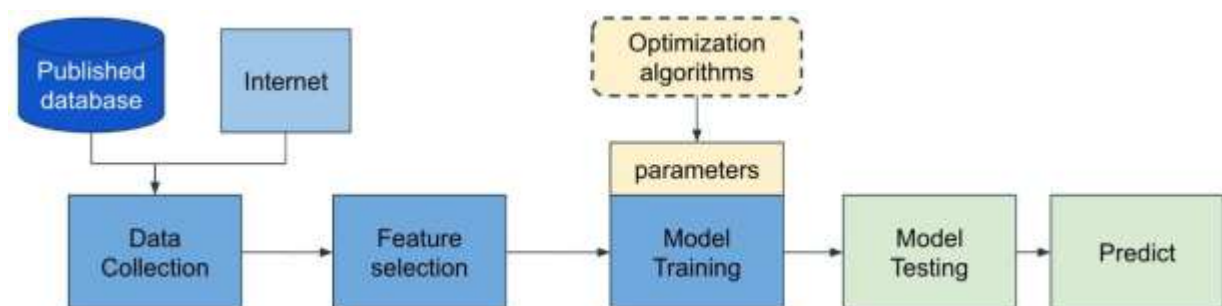 Published
database
Internet
Optimization
algorithms
parameters
Data
Collection
Feature
selection
Model
Training
Model
Testing
Predict